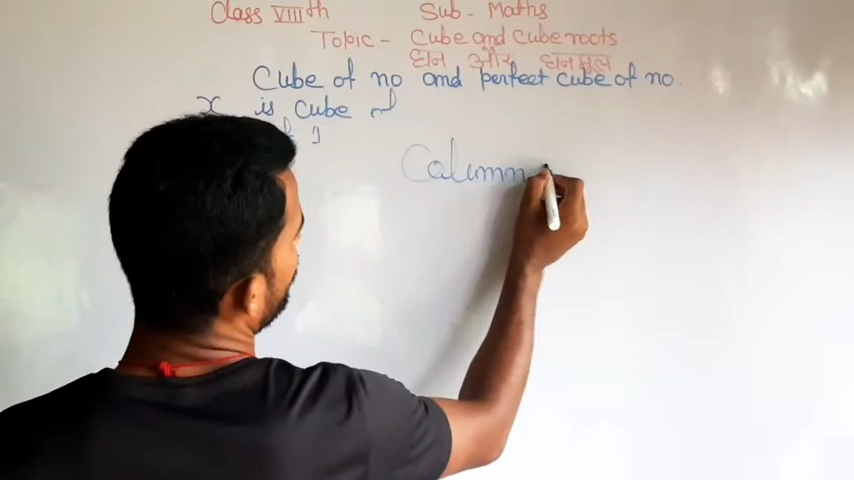 Class VIIIth Sub- Maths
Topic- Cube and Cube roots
घन और घनमूल
Cube of no and perfect cube of no.
x is cube
Calumn